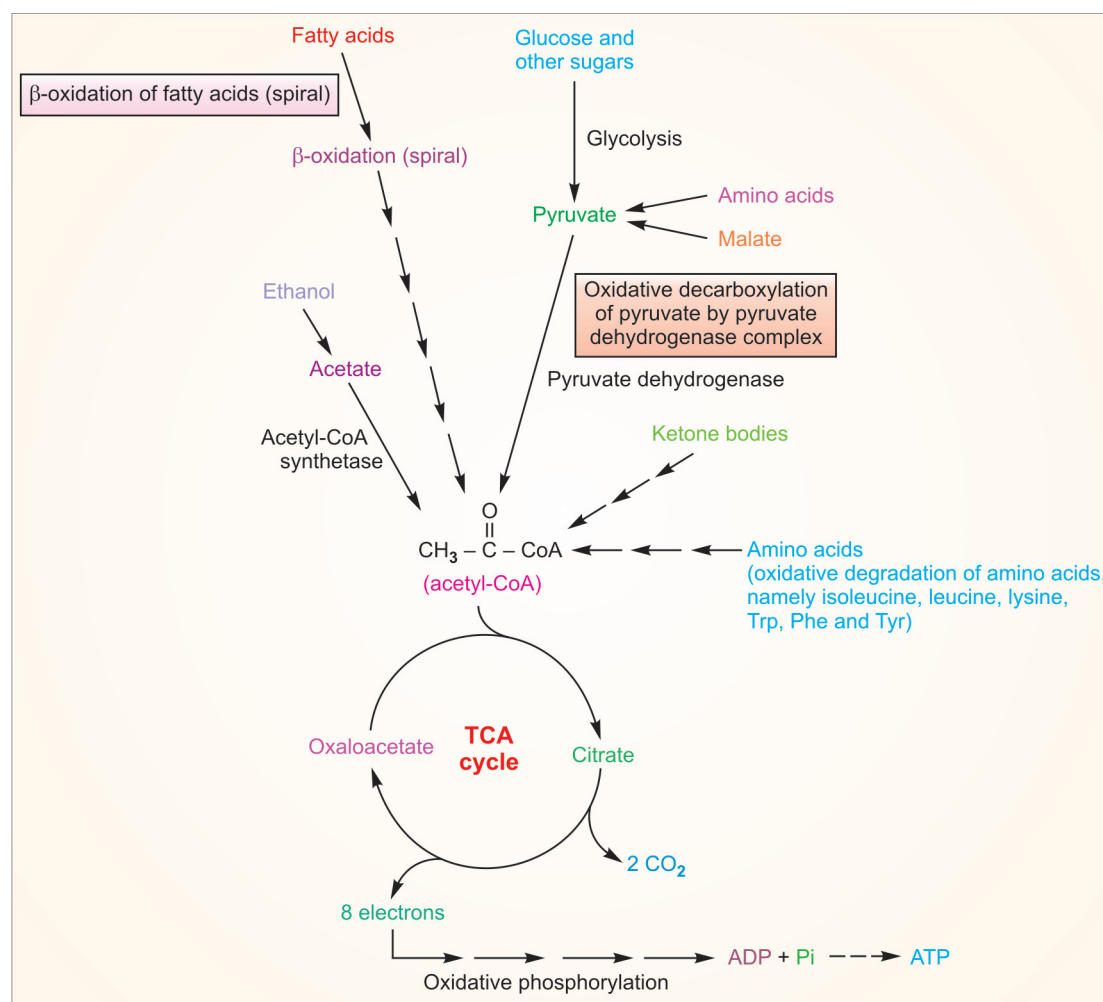 Fatty acids
Glucose and
other sugars
β-oxidation of fatty acids (spiral)
Glycolysis
β-oxidation (spiral)
Amino acids
Pyruvate
Malate
Ethanol
Oxidative decarboxylation
of pyruvate by pyruvate
dehydrogenase complex
Acetate
Pyruvate dehydrogenase
Acetyl-CoA
synthetase
Ketone bodies
O
CH₃ – C – CoA
(acetyl-CoA)
Amino acids
(oxidative degradation of amino acids,
namely isoleucine, leucine, lysine,
Trp, Phe and Tyr)
TCA
cycle
Oxaloacetate
Citrate
2 CO₂
8 electrons
ADP + Pi
ATP
Oxidative phosphorylation